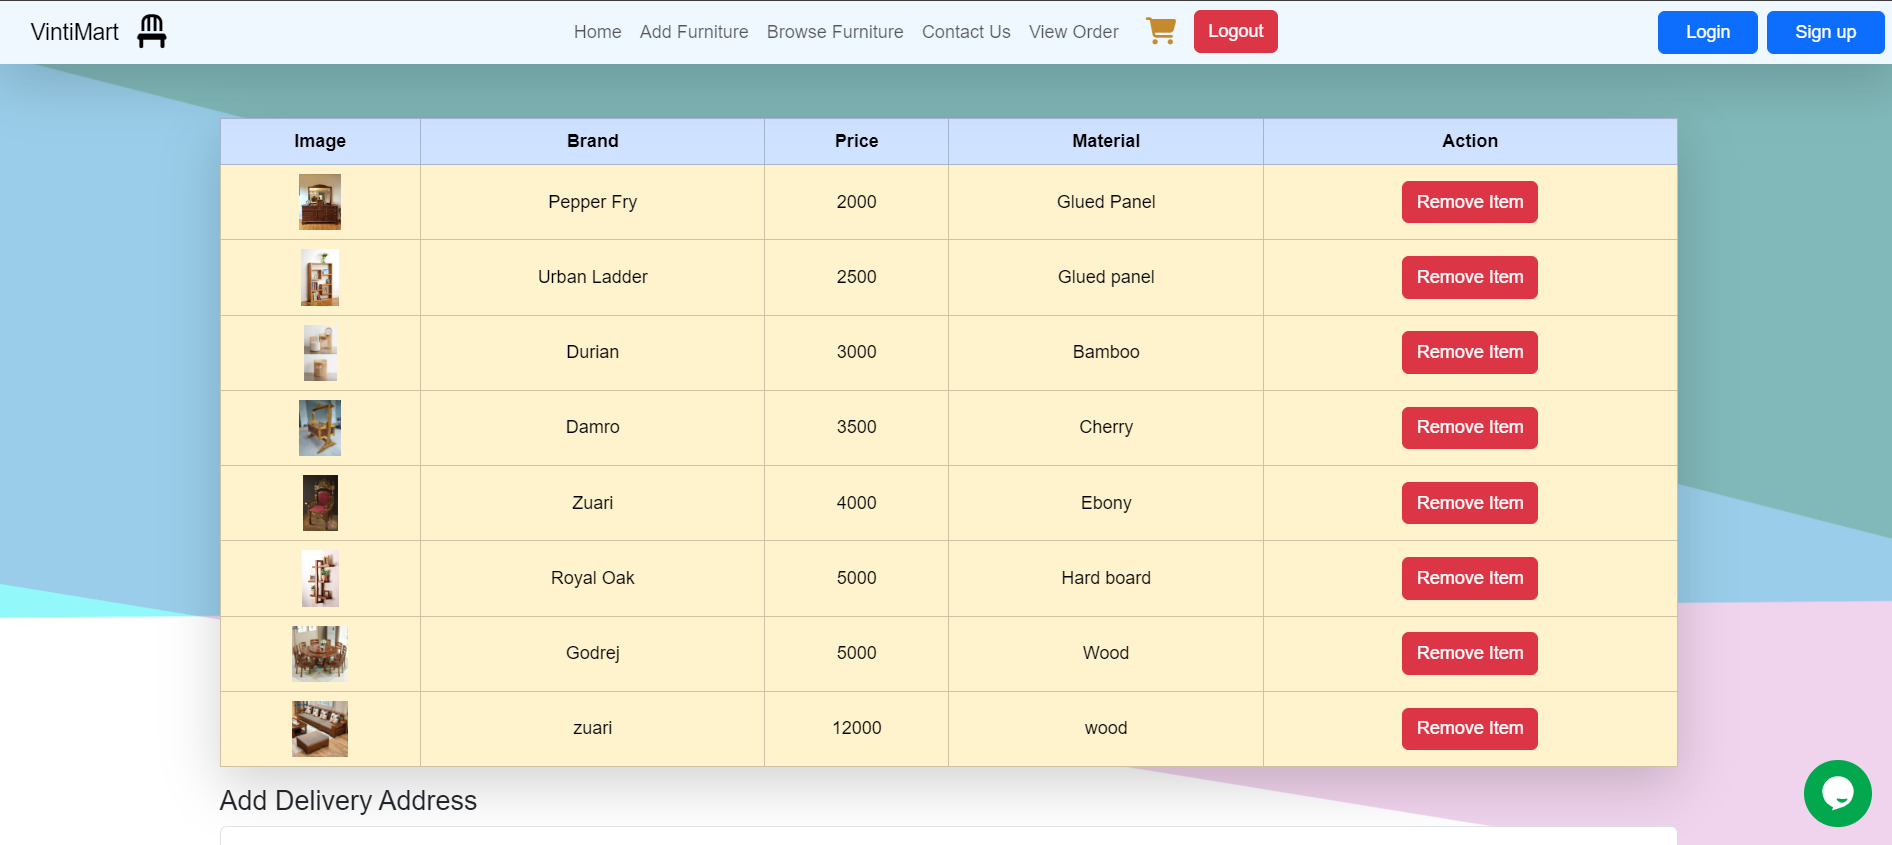 VintiMart Home Add Furniture Browse Furniture Contact Us View Order Logout Login Sign up
Image Brand Price Material Action
Pepper Fry 2000 Glued Panel Remove Item
Urban Ladder 2500 Glued panel Remove Item
Durian 3000 Bamboo Remove Item
Damro 3500 Cherry Remove Item
Zuari 4000 Ebony Remove Item
Royal Oak 5000 Hard board Remove Item
Godrej 5000 Wood Remove Item
zuari 12000 wood Remove Item
Add Delivery Address